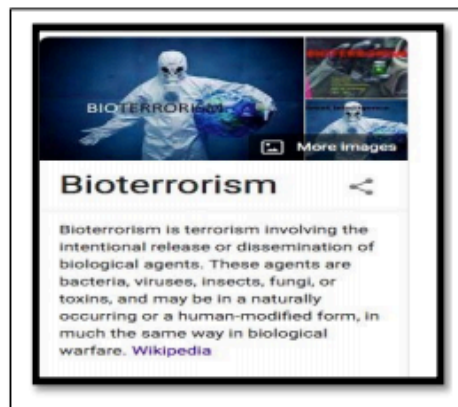 BIOTERRORISM
More images
Bioterrorism
Bioterrorism is terrorism involving the
intentional release or dissemination of
biological agents. These agents are
bacteria, viruses, insects, fungi, or
toxins, and may be in a naturally
occurring or a human-modified form, in
much the same way in biological
warfare. Wikipedia